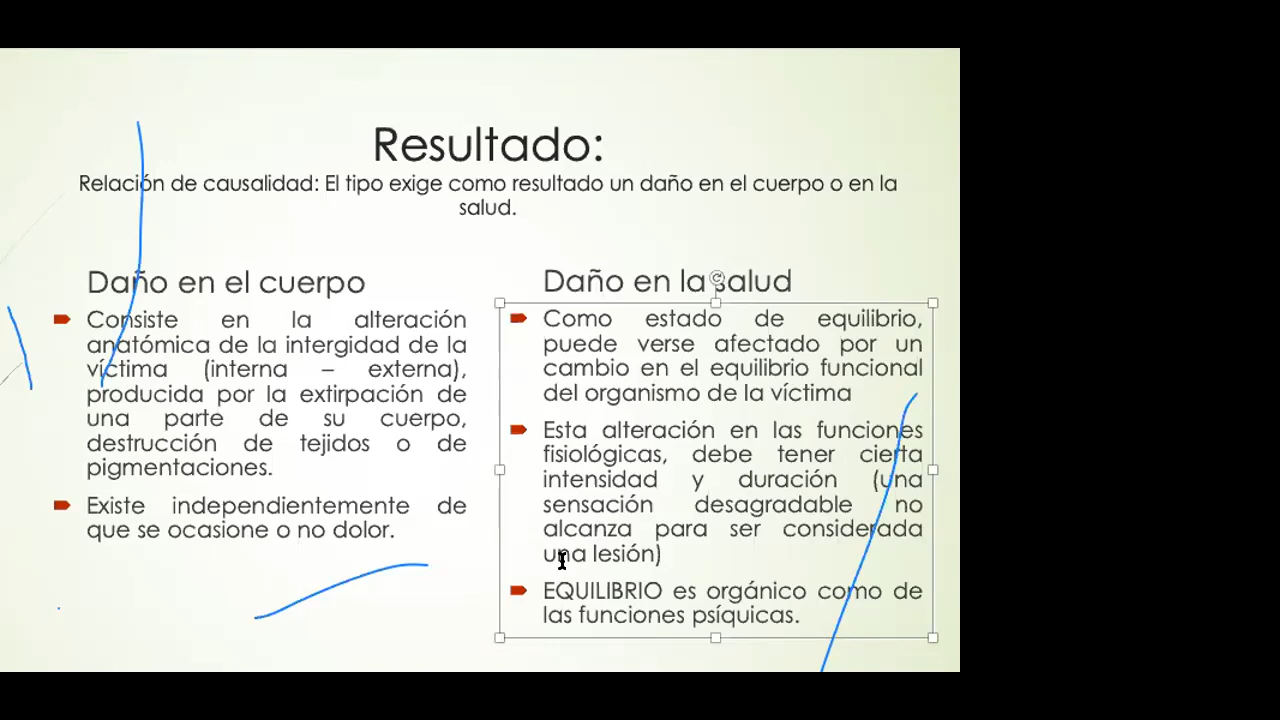 Resultado:
Relación de causalidad: El tipo exige como resultado un daño en el cuerpo o en la
salud.
Daño en el cuerpo
Consiste en la alteración
anatómica de la intergidad de la
víctima (interna – externa),
producida por la extirpación de
una parte de su cuerpo,
destrucción de tejidos o de
pigmentaciones.
Existe independientemente de
que se ocasione o no dolor.
Daño en la salud
Como estado de equilibrio,
puede verse afectado por un
cambio en el equilibrio funcional
del organismo de la víctima
Esta alteración en las funciones
fisiológicas, debe tener cierta
intensidad y duración (una
sensación desagradable no
alcanza para ser considerada
una lesión)
EQUILIBRIO es orgánico como de
las funciones psíquicas.